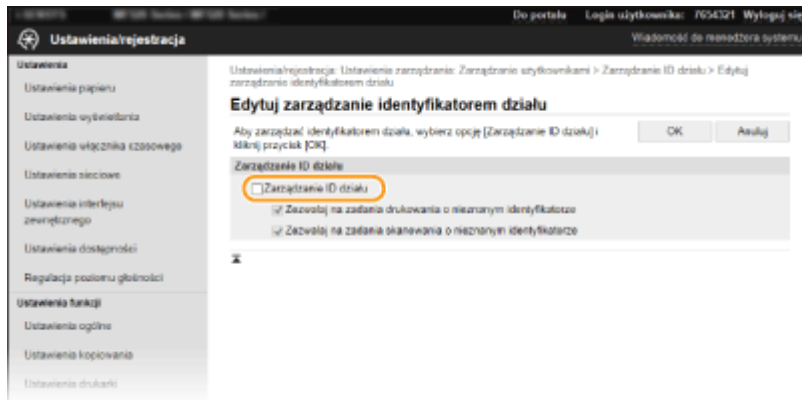 Do portalu Login użytkownika: 7654321 Wyloguj się
Ustawienia/rejestracja
Wiadomość do menedżera systemu
Ustawienia
Ustawienia papieru
Ustawienia wyświetlania
Ustawienia włącznika czasowego
Ustawienia sieciowe
Ustawienia interfejsu
zewnętrznego
Ustawienia dostępności
Regulacja poziomu głośności
Ustawienia funkcji
Ustawienia ogólne
Ustawienia kopiowania
Ustawienia drukarki
Ustawienia/rejestracja: Ustawienia zarządzania: Zarządzanie użytkownikami > Zarządzanie ID działu > Edytuj
zarządzanie identyfikatorem działu
Edytuj zarządzanie identyfikatorem działu
Aby zarządzać identyfikatorem działu, wybierz opcję [Zarządzanie ID działu] i
kliknij przycisk [OK].
OK
Anuluj
Zarządzanie ID działu
Zarządzanie ID działu
Zezwalaj na zadania drukowania o nieznanym identyfikatorze
Zezwalaj na zadania skanowania o nieznanym identyfikatorze